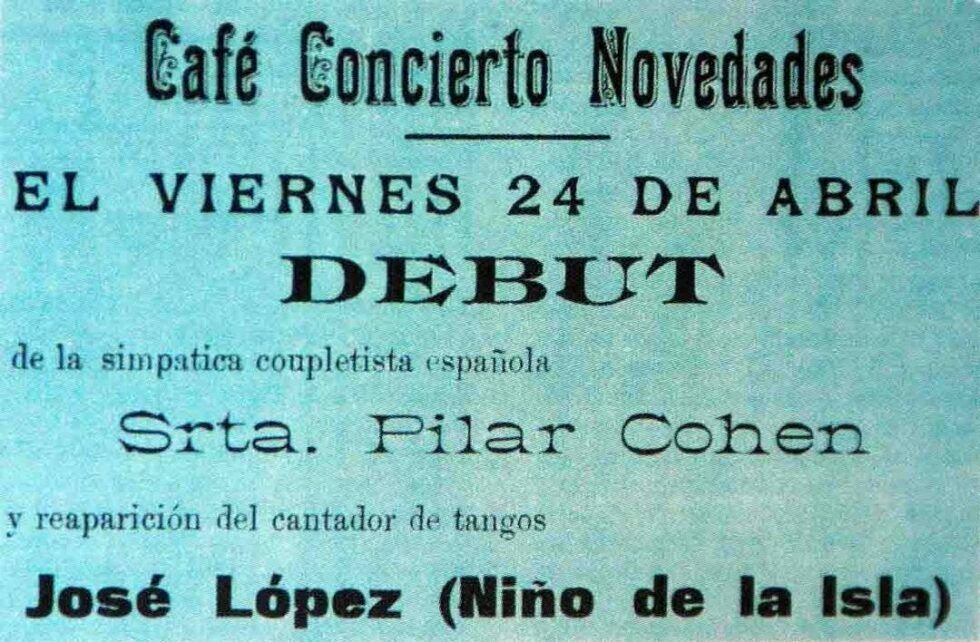 Café Concierto Novedades
EL VIERNES 24 DE ABRIL
DEBUT
de la simpatica coupletista española
Srta. Pilar Cohen
y reaparición del cantador de tangos
José López (Niño de la Isla)